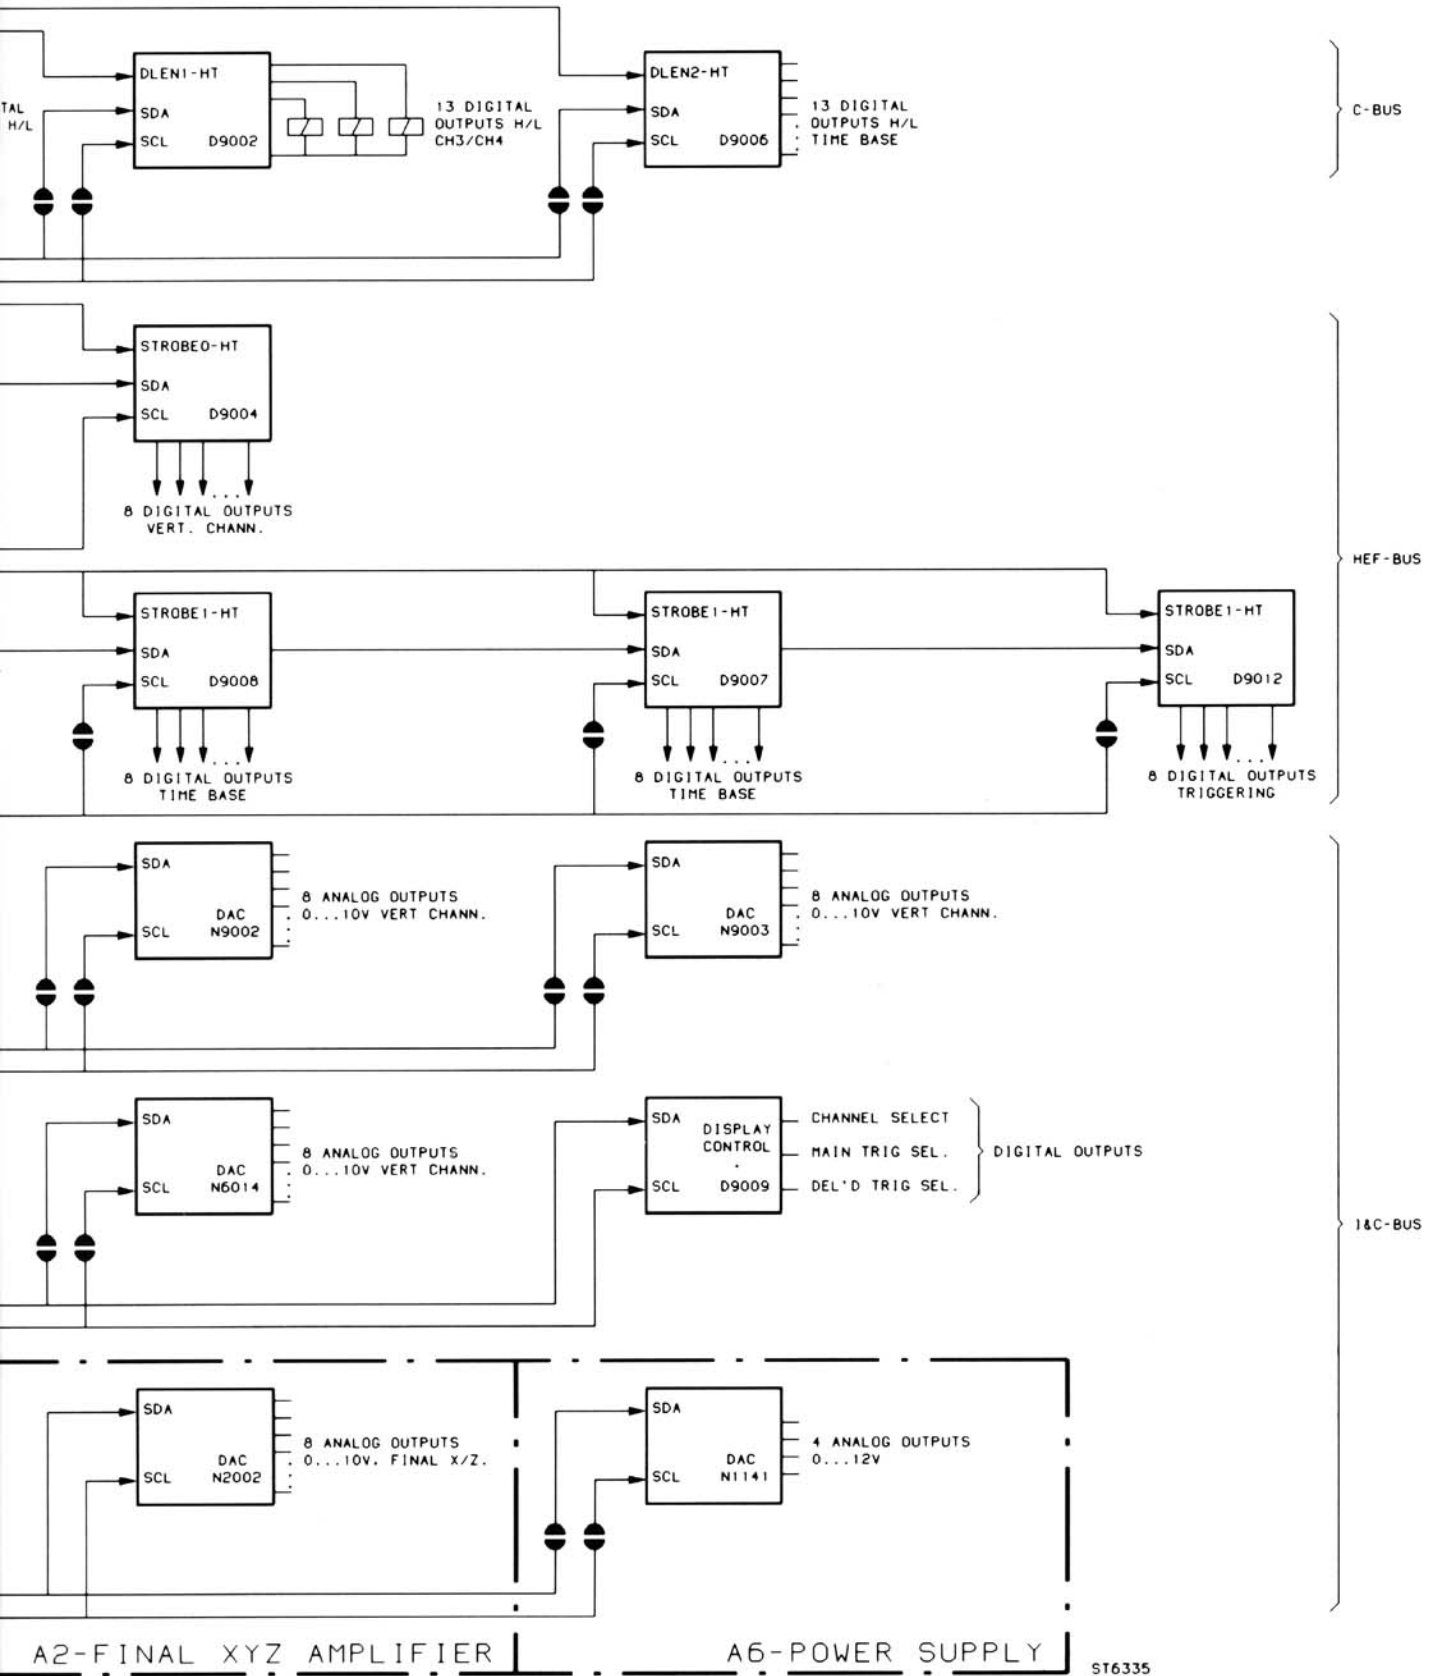 DLEN1-HT
SDA
SCL D9002
TAL
H/L
13 DIGITAL
OUTPUTS H/L
CH3/CH4
DLEN2-HT
SDA
SCL D9006
13 DIGITAL
OUTPUTS H/L
TIME BASE
C-BUS
STROBE0-HT
SDA
SCL D9004
8 DIGITAL OUTPUTS
VERT. CHANN.
HEF-BUS
STROBE1-HT
SDA
SCL D9008
8 DIGITAL OUTPUTS
TIME BASE
STROBE1-HT
SDA
SCL D9007
8 DIGITAL OUTPUTS
TIME BASE
STROBE1-HT
SDA
SCL D9012
8 DIGITAL OUTPUTS
TRIGGERING
SDA
DAC
SCL N9002
8 ANALOG OUTPUTS
0...10V VERT CHANN.
SDA
DAC
SCL N9003
8 ANALOG OUTPUTS
0...10V VERT CHANN.
SDA
DAC
SCL N6014
8 ANALOG OUTPUTS
0...10V VERT CHANN.
SDA
DISPLAY
CONTROL
SCL D9009
CHANNEL SELECT
MAIN TRIG SEL.
DEL'D TRIG SEL.
DIGITAL OUTPUTS
I&C-BUS
SDA
DAC
SCL N2002
8 ANALOG OUTPUTS
0...10V. FINAL X/Z.
SDA
DAC
SCL N1141
4 ANALOG OUTPUTS
0...12V
A2-FINAL XYZ AMPLIFIER
A6-POWER SUPPLY
ST6335